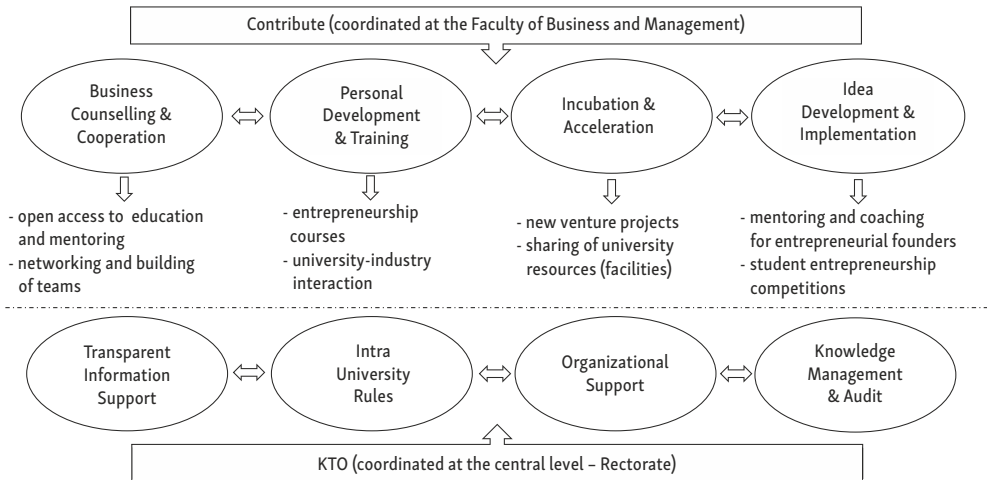 Contribute (coordinated at the Faculty of Business and Management)
Business
Counselling &
Cooperation
Personal
Development
& Training
Incubation &
Acceleration
Idea
Development &
Implementation
- open access to education
and mentoring
- networking and building
of teams
- entrepreneurship
courses
- university-industry
interaction
- new venture projects
- sharing of university
resources (facilities)
- mentoring and coaching
for entrepreneurial founders
- student entrepreneurship
competitions
Transparent
Information
Support
Intra
University
Rules
Organizational
Support
Knowledge
Management
& Audit
KTO (coordinated at the central level – Rectorate)